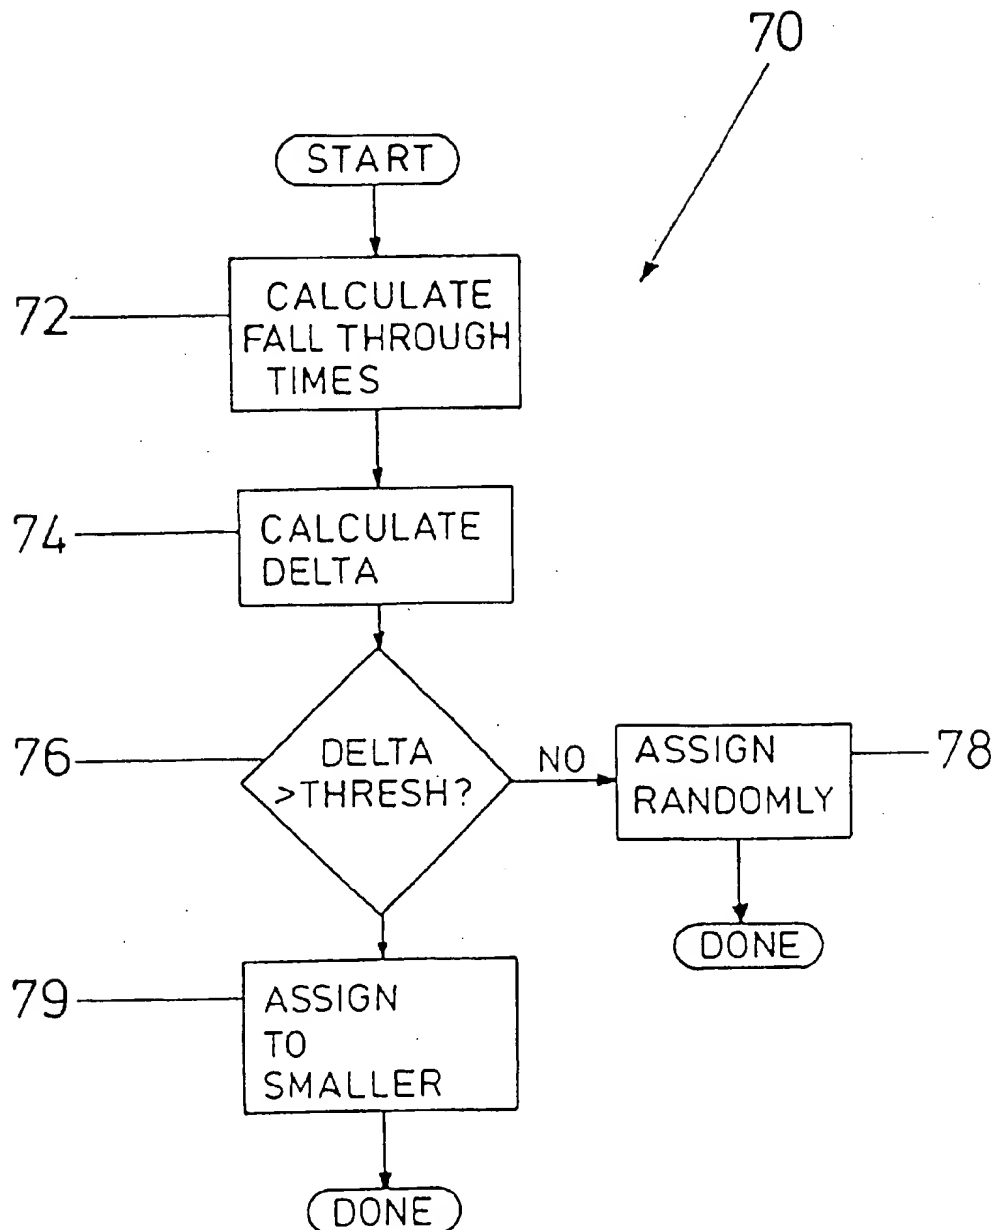 70
START
72
CALCULATE
FALL THROUGH
TIMES
74
CALCULATE
DELTA
76
DELTA
>THRESH?
NO
ASSIGN
RANDOMLY
78
DONE
79
ASSIGN
TO
SMALLER
DONE